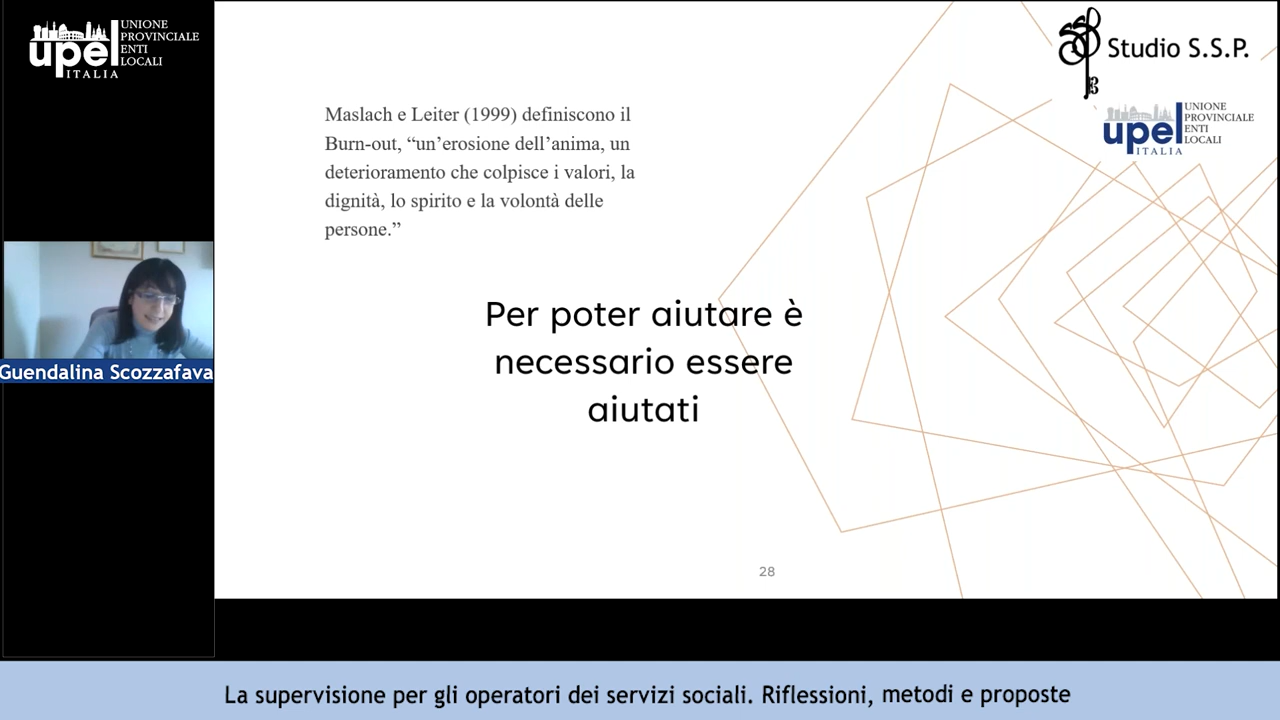 upel
ITALIA
UNIONE
PROVINCIALE
ENTI
LOCALI
Studio S.S.P.
upel
ITALIA
UNIONE
PROVINCIALE
ENTI
LOCALI
Maslach e Leiter (1999) definiscono il
Burn-out, “un’erosione dell’anima, un
deterioramento che colpisce i valori, la
dignità, lo spirito e la volontà delle
persone.”
Per poter aiutare è
necessario essere
aiutati
Guendalina Scozzafava
28
La supervisione per gli operatori dei servizi sociali. Riflessioni, metodi e proposte